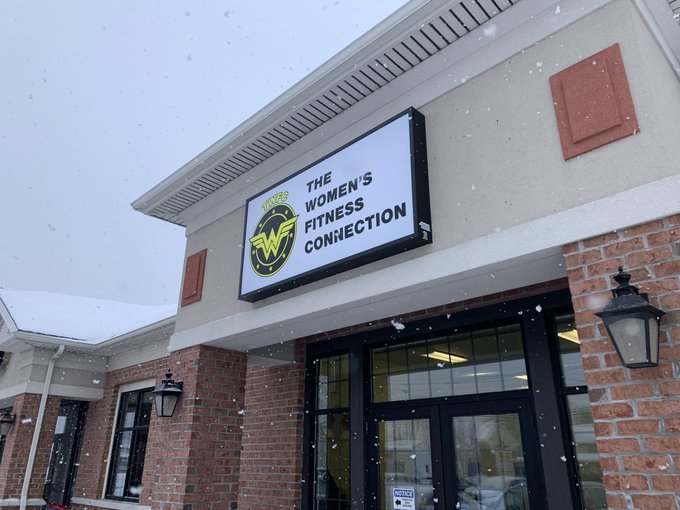 TWFC
W
THE
WOMEN'S
FITNESS
CONNECTION
NOTICE